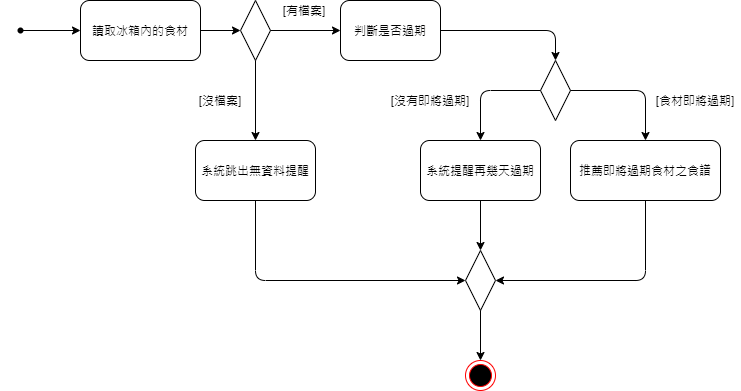 [有檔案]
讀取冰箱內的食材
判斷是否過期
[沒檔案]
[沒有即將過期]
[食材即將過期]
系統跳出無資料提醒
系統提醒再幾天過期
推薦即將過期食材之食譜